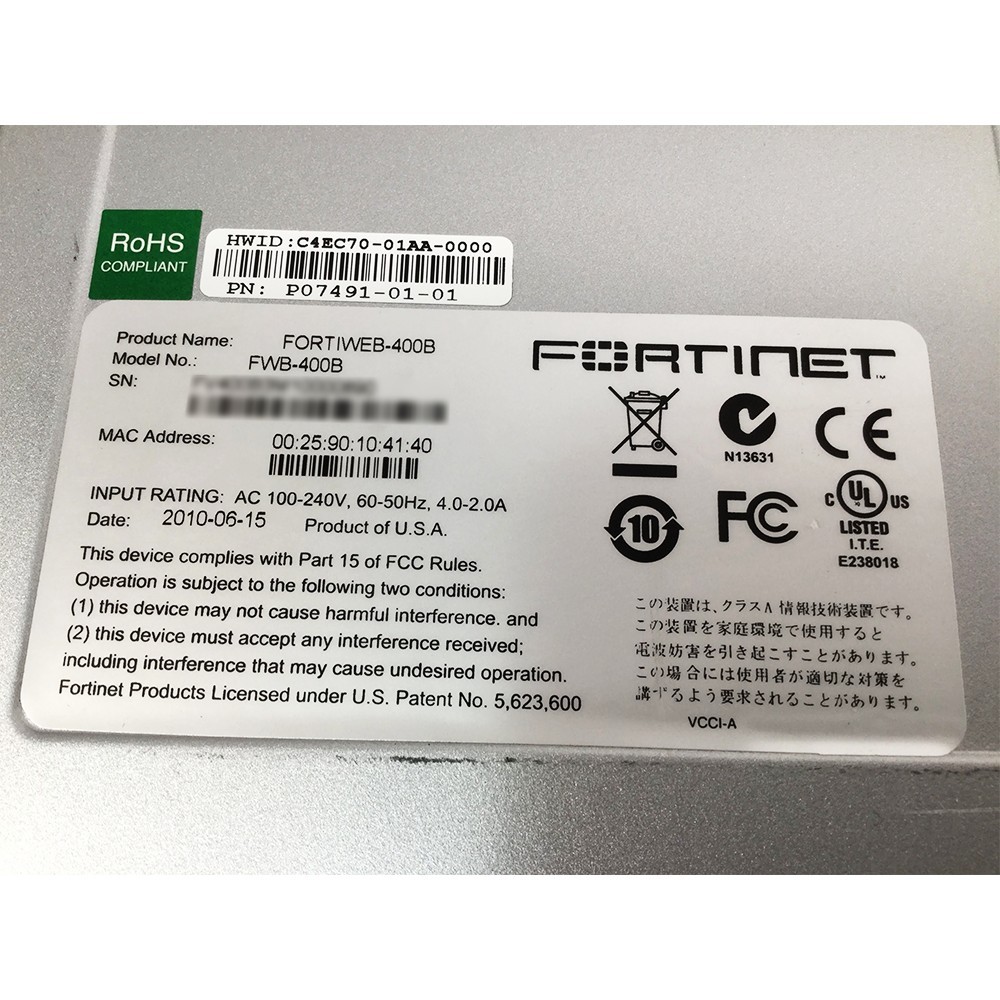 RoHS
COMPLIANT
HWID:C4EC70-01AA-0000
PN: P07491-01-01
Product Name: FORTIWEB-400B
Model No.: FWB-400B
SN:
MAC Address: 00:25:90:10:41:40
INPUT RATING: AC 100-240V, 60-50Hz, 4.0-2.0A
Date: 2010-06-15 Product of U.S.A.
This device complies with Part 15 of FCC Rules.
Operation is subject to the following two conditions:
(1) this device may not cause harmful interference. and
(2) this device must accept any interference received;
including interference that may cause undesired operation.
Fortinet Products Licensed under U.S. Patent No. 5,623,600
FORTINET™
N13631
CE
10
FC
C UL US
LISTED
I.T.E.
E238018
この装置は、クラスA 情報技術装置です。
この装置を家庭環境で使用すると
電波妨害を引き起こすことがあります。
この場合には使用者が適切な対策を
講ずるよう要求されることがあります。
VCCI-A